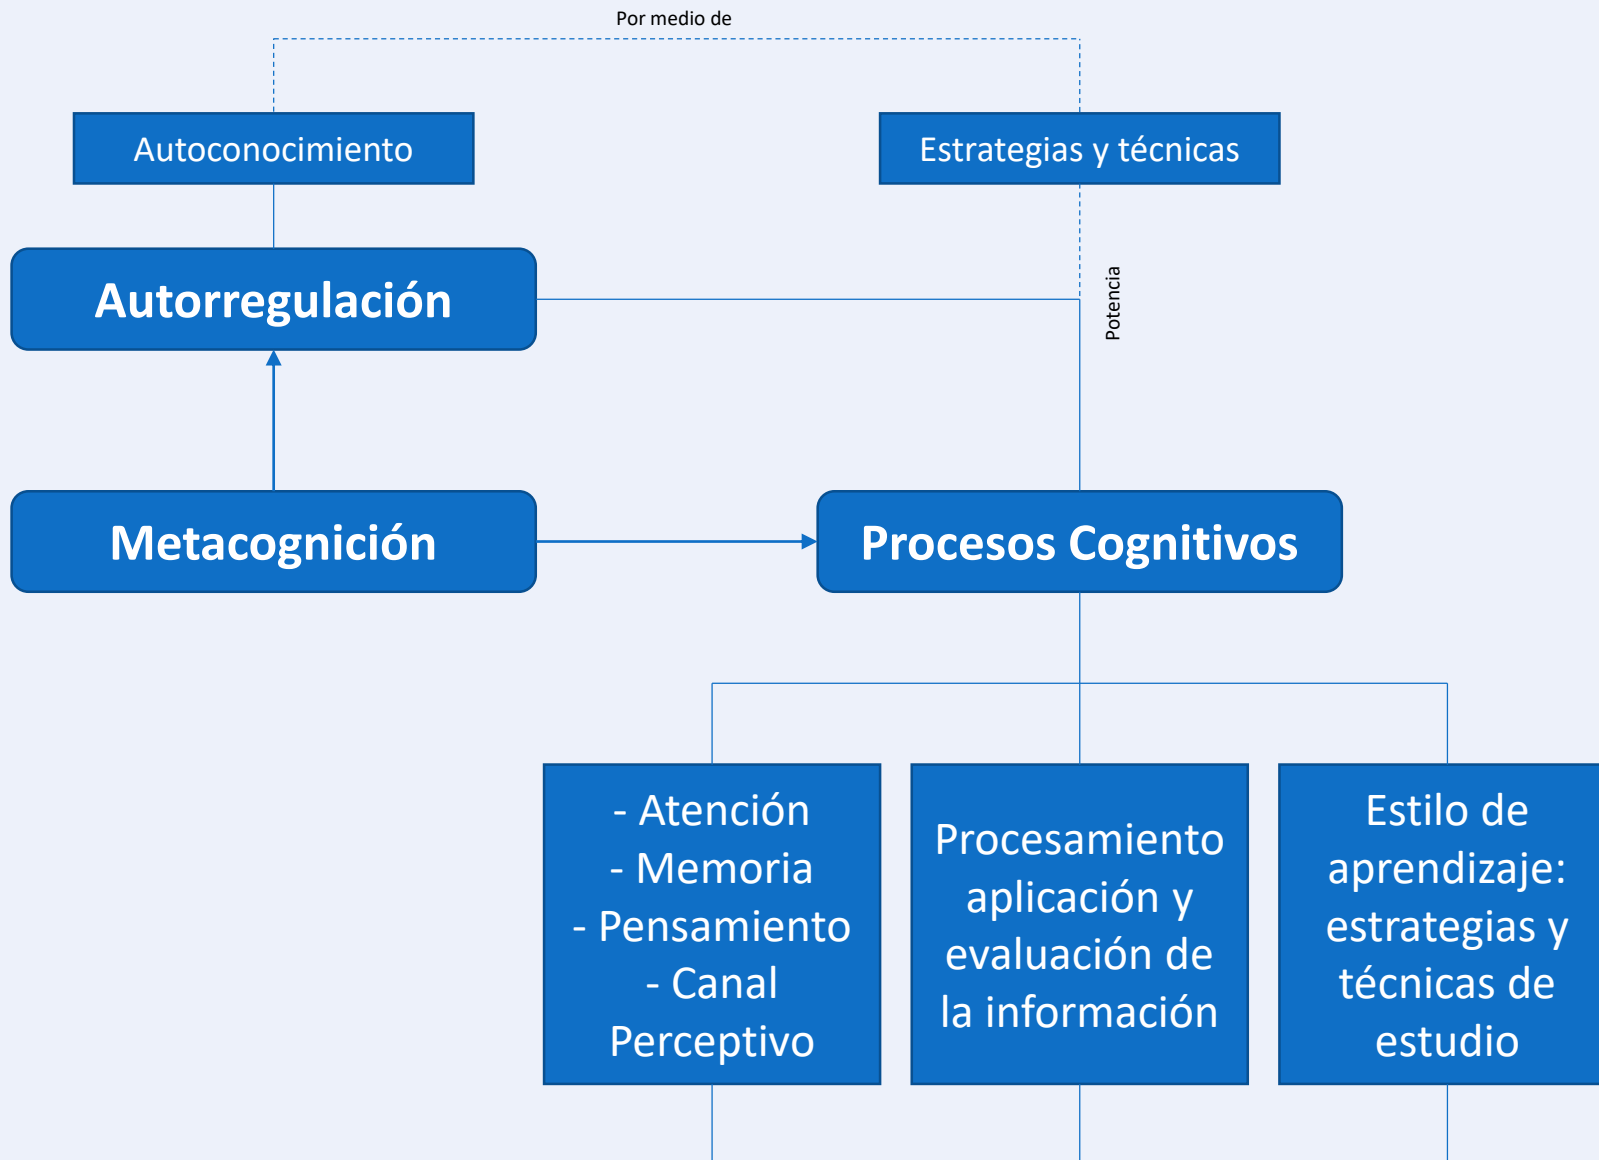 Por medio de
Autoconocimiento
Estrategias y técnicas
Autorregulación
Potencia
Metacognición
Procesos Cognitivos
- Atención
- Memoria
- Pensamiento
- Canal
Perceptivo
Procesamiento
aplicación y
evaluación de
la información
Estilo de
aprendizaje:
estrategias y
técnicas de
estudio